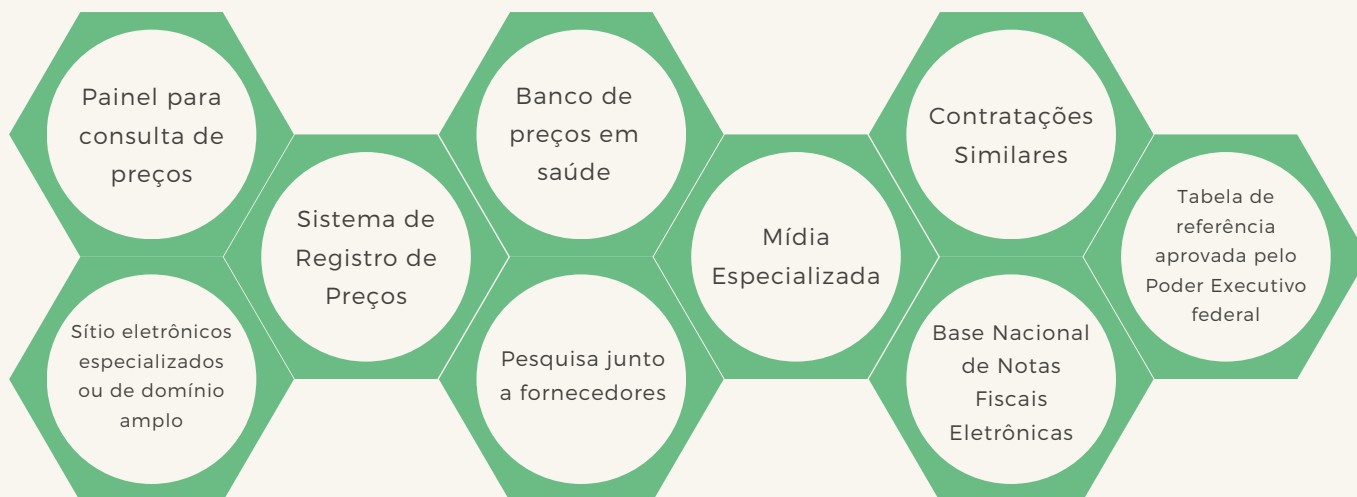 Painel para
consulta de
preços
Sistema de
Registro de
Preços
Banco de
preços em
saúde
Mídia
Especializada
Contratações
Similares
Tabela de
referência
aprovada pelo
Poder Executivo
federal
Sítio eletrônicos
especializados
ou de domínio
amplo
Pesquisa junto
a fornecedores
Base Nacional
de Notas
Fiscais
Eletrônicas